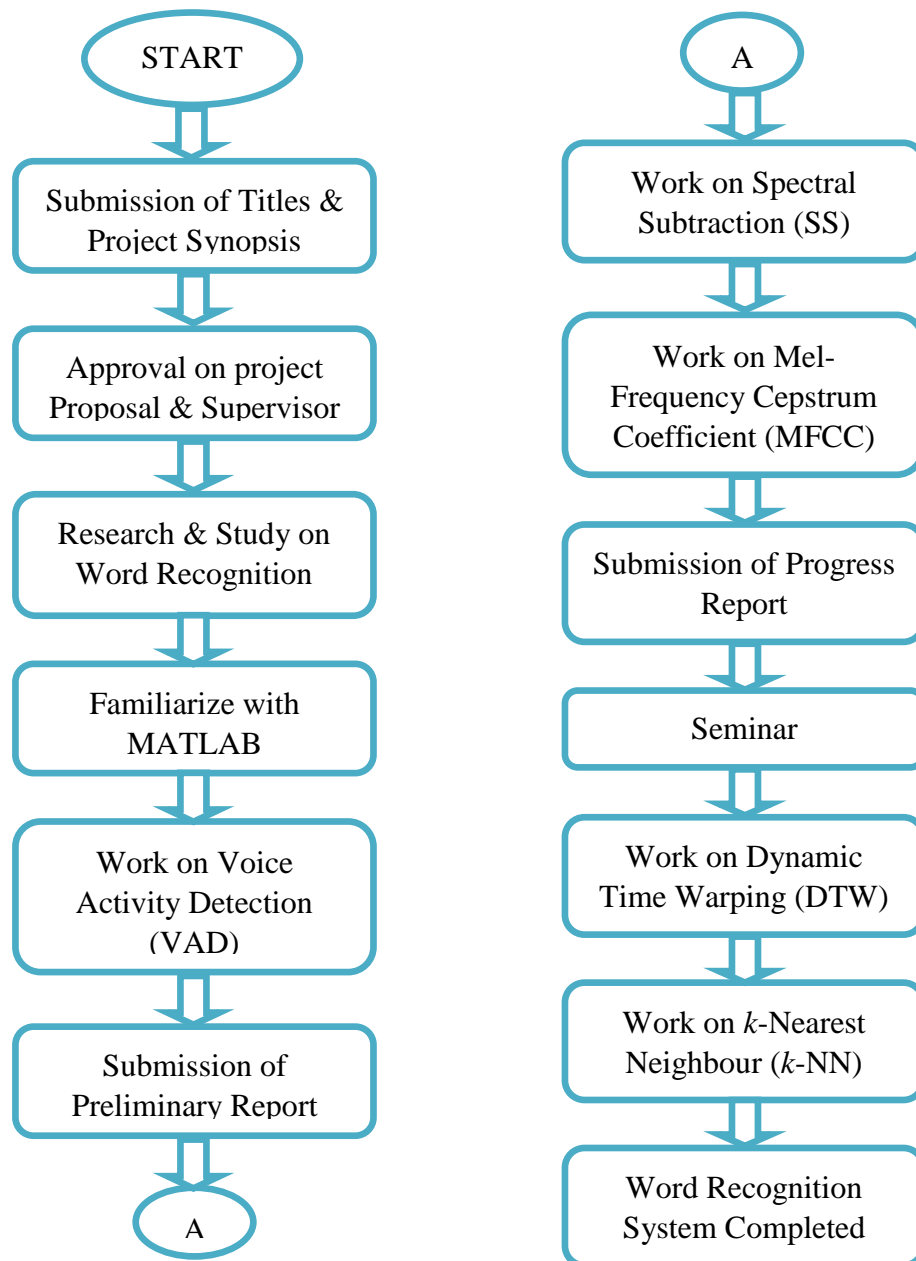 START
Submission of Titles &
Project Synopsis
Approval on project
Proposal & Supervisor
Research & Study on
Word Recognition
Familiarize with
MATLAB
Work on Voice
Activity Detection
(VAD)
Submission of
Preliminary Report
A
A
Work on Spectral
Subtraction (SS)
Work on Mel-
Frequency Cepstrum
Coefficient (MFCC)
Submission of Progress
Report
Seminar
Work on Dynamic
Time Warping (DTW)
Work on k-Nearest
Neighbour (k-NN)
Word Recognition
System Completed